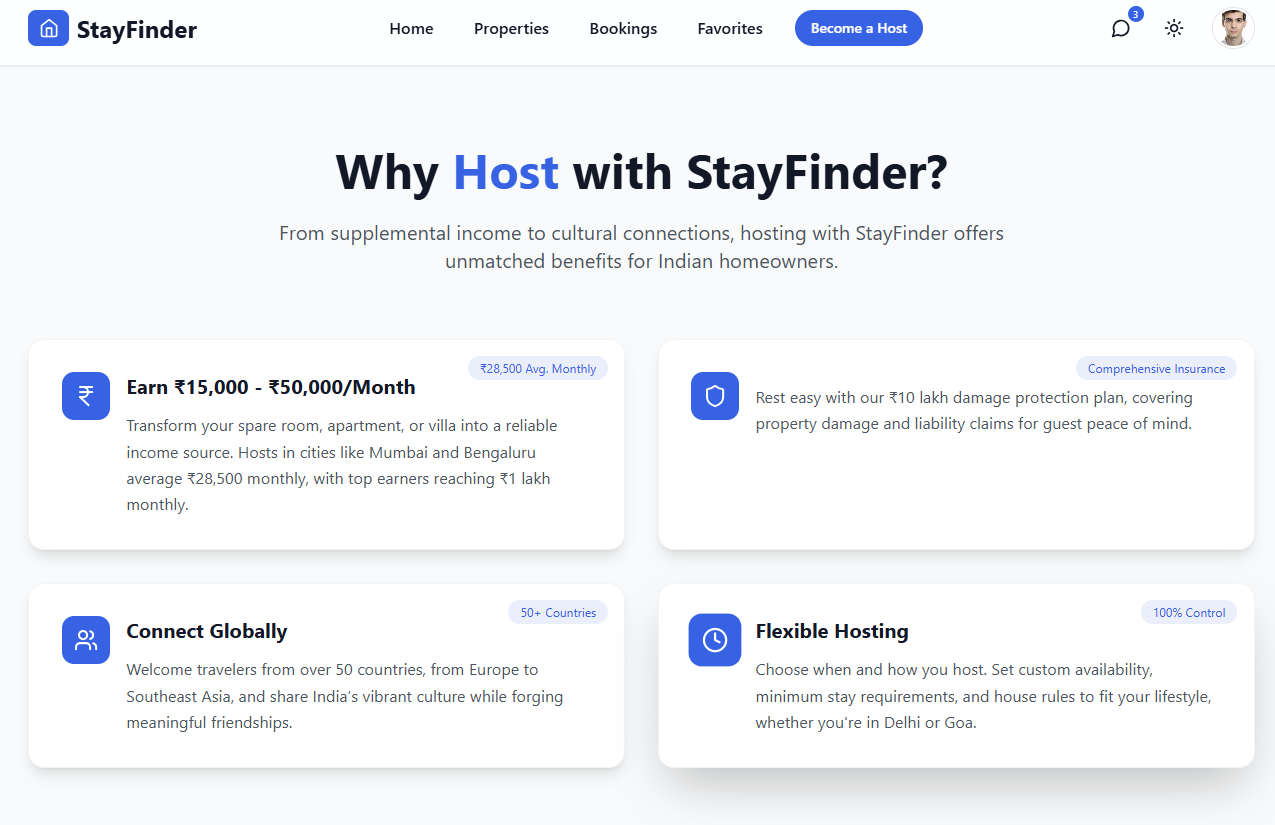 StayFinder
Home
Properties
Bookings
Favorites
Become a Host
3
Why Host with StayFinder?
From supplemental income to cultural connections, hosting with StayFinder offers
unmatched benefits for Indian homeowners.
₹28,500 Avg. Monthly
Earn ₹15,000 - ₹50,000/Month
Transform your spare room, apartment, or villa into a reliable
income source. Hosts in cities like Mumbai and Bengaluru
average ₹28,500 monthly, with top earners reaching ₹1 lakh
monthly.
Comprehensive Insurance
Rest easy with our ₹10 lakh damage protection plan, covering
property damage and liability claims for guest peace of mind.
50+ Countries
Connect Globally
Welcome travelers from over 50 countries, from Europe to
Southeast Asia, and share India's vibrant culture while forging
meaningful friendships.
100% Control
Flexible Hosting
Choose when and how you host. Set custom availability,
minimum stay requirements, and house rules to fit your lifestyle,
whether you're in Delhi or Goa.